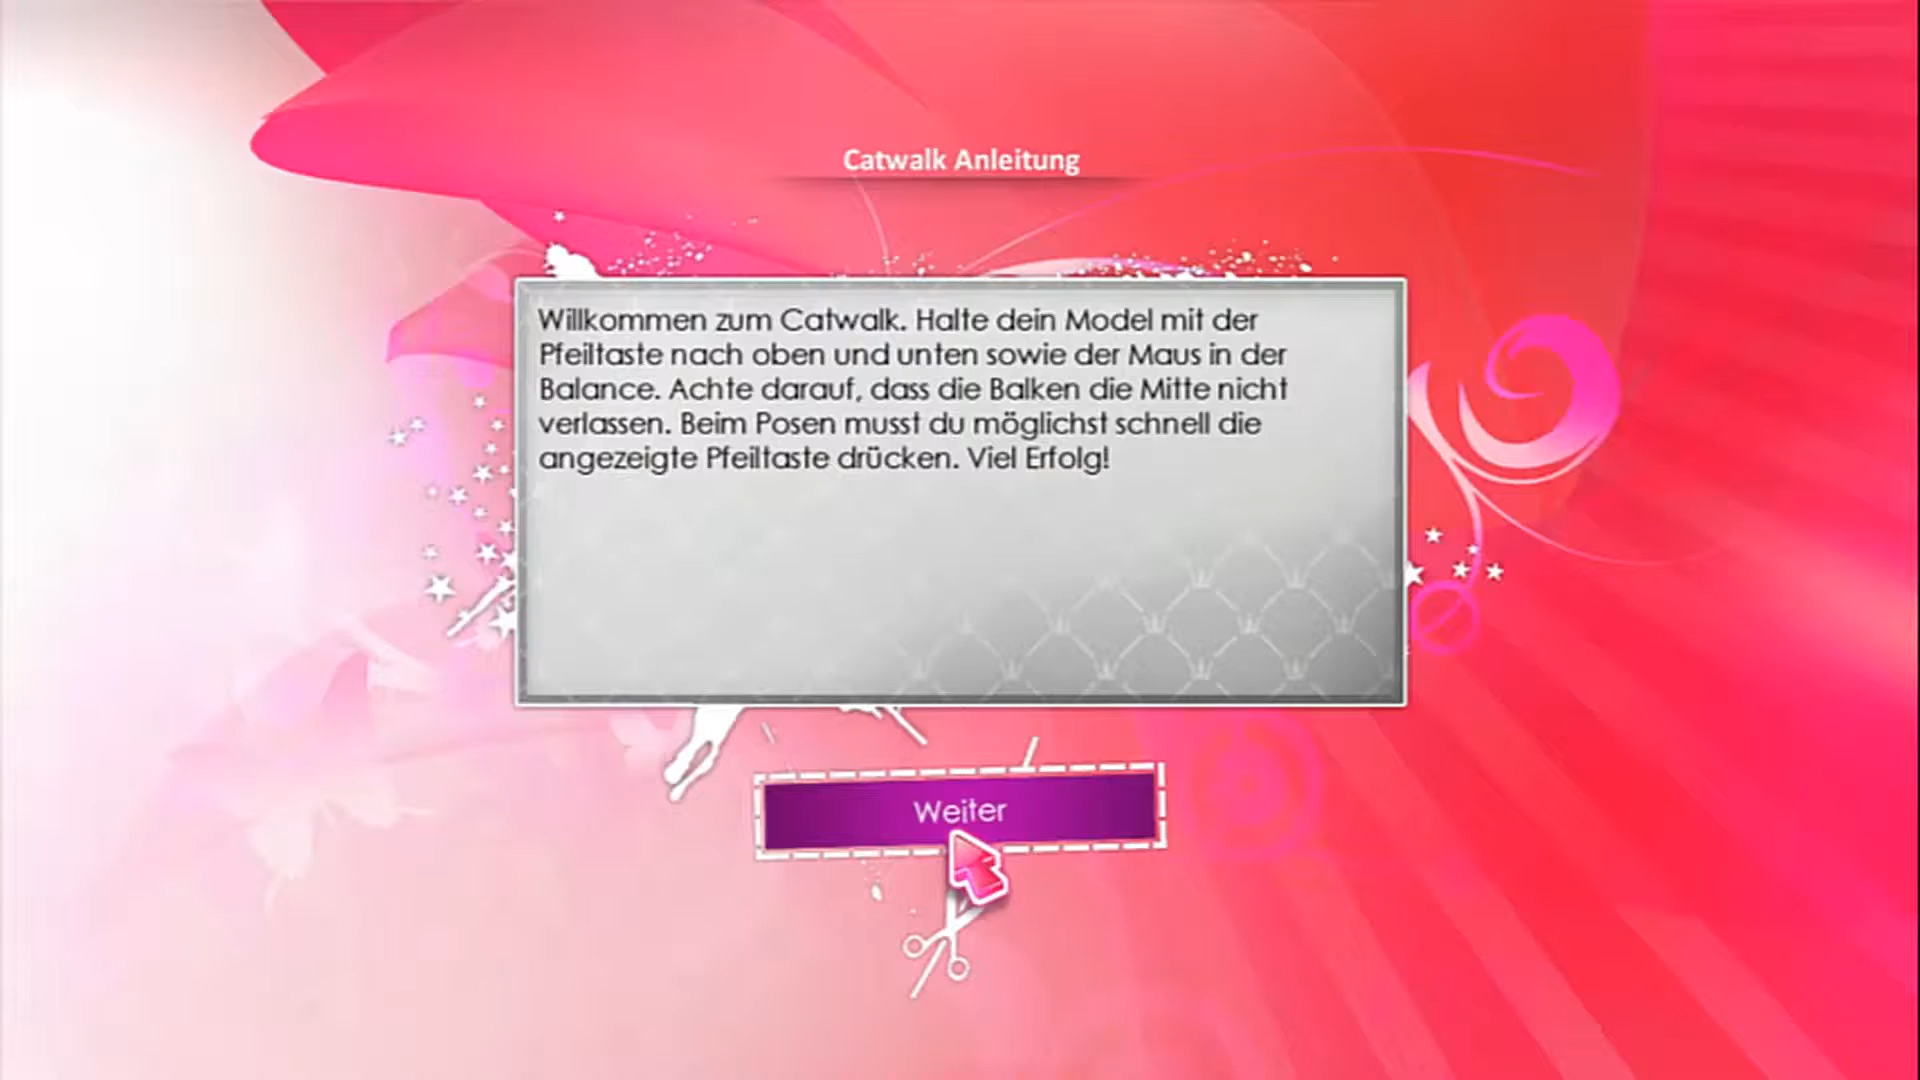 Catwalk Anleitung
Willkommen zum Catwalk. Halte dein Model mit der
Pfeiltaste nach oben und unten sowie der Maus in der
Balance. Achte darauf, dass die Balken die Mitte nicht
verlassen. Beim Posen musst du möglichst schnell die
angezeigte Pfeiltaste drücken. Viel Erfolg!
Weiter